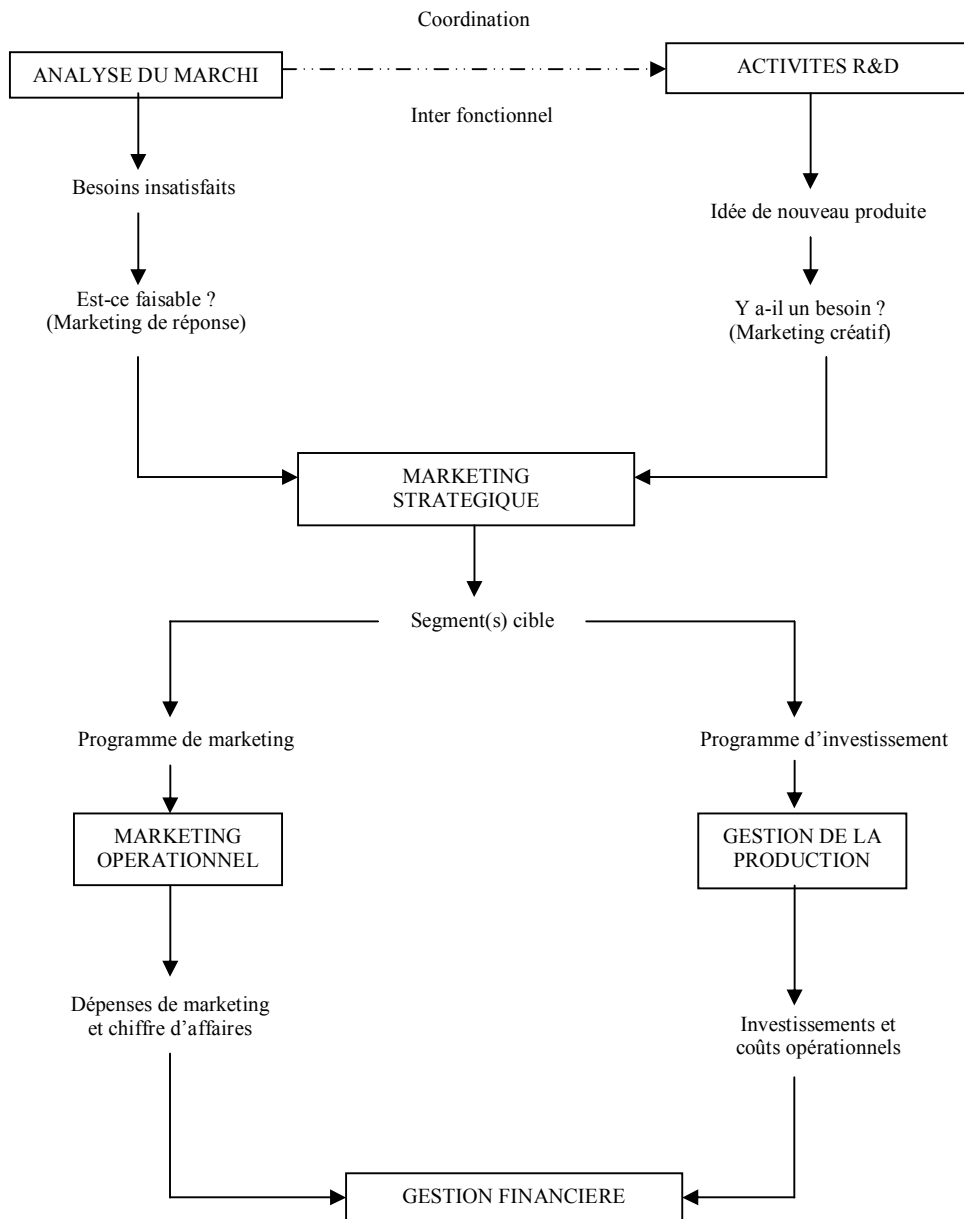 Coordination
ANALYSE DU MARCHI
ACTIVITES R&D
Inter fonctionnel
Besoins insatisfaits
Idée de nouveau produite
Est-ce faisable ?
(Marketing de réponse)
Y a-il un besoin ?
(Marketing créatif)
MARKETING
STRATEGIQUE
Segment(s) cible
Programme de marketing
Programme d’investissement
MARKETING
OPERATIONNEL
GESTION DE LA
PRODUCTION
Dépenses de marketing
et chiffre d’affaires
Investissements et
coûts opérationnels
GESTION FINANCIERE